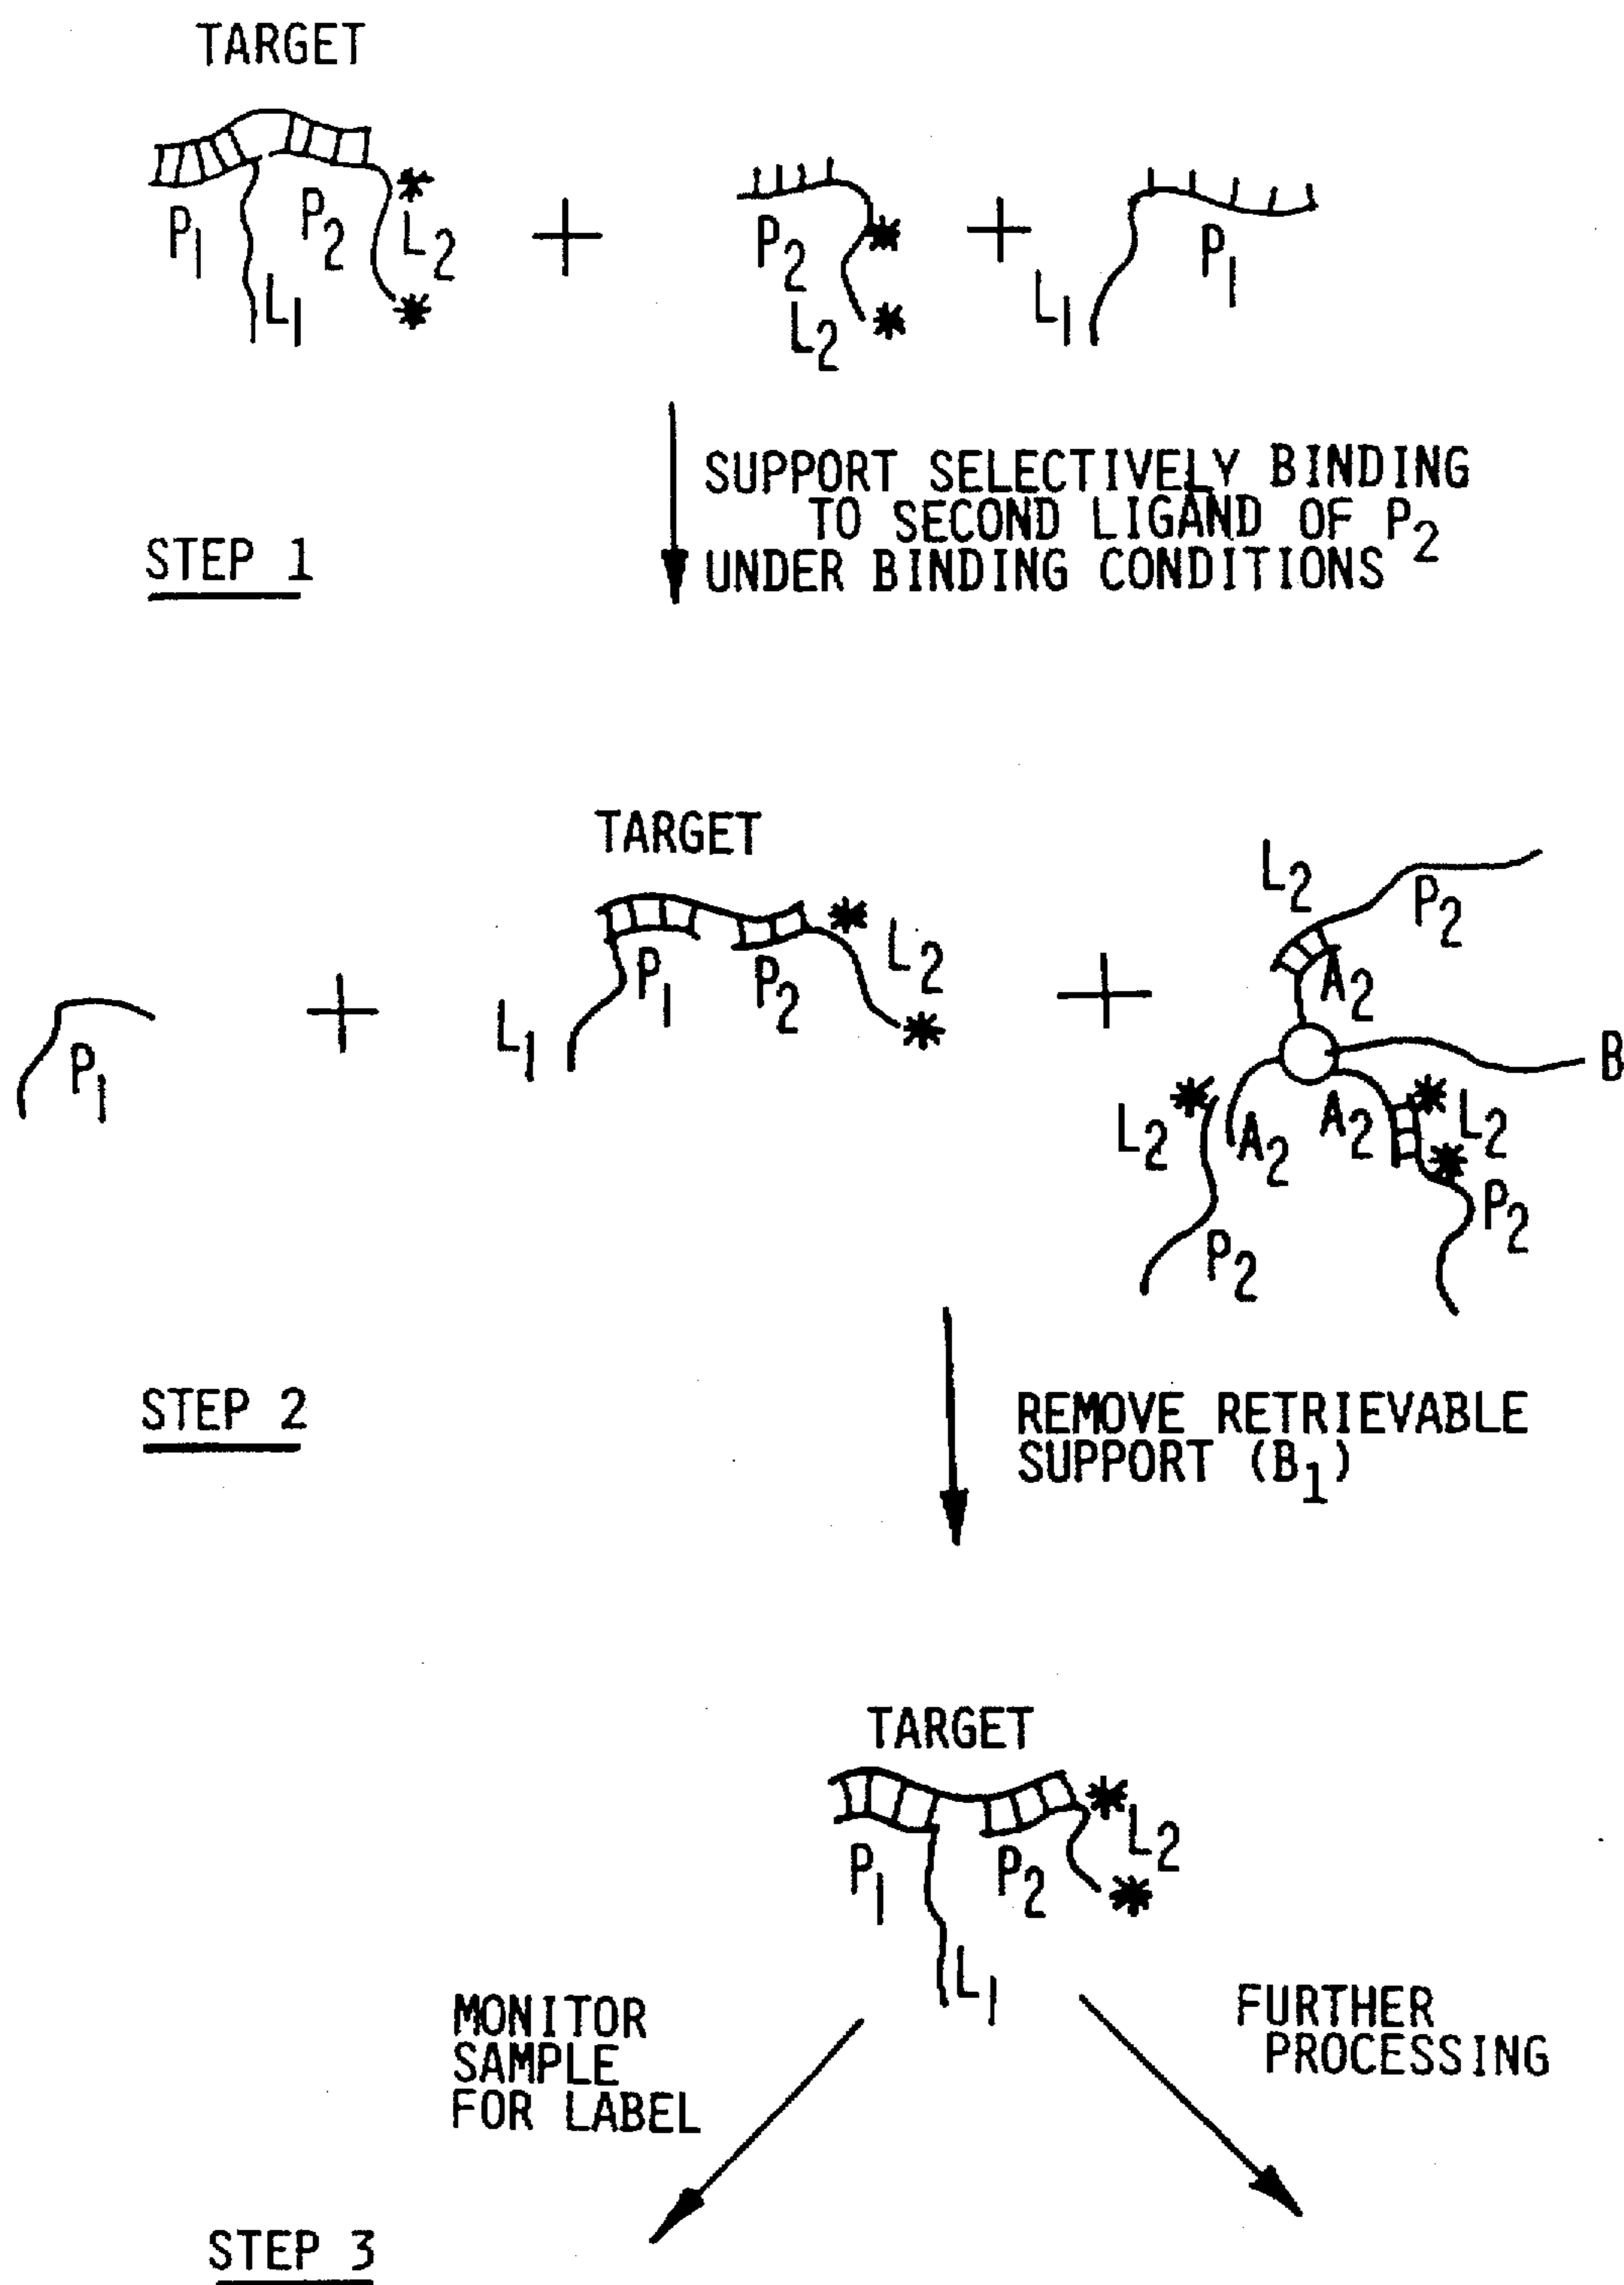 TARGET
P1 L1 P2 L2 * *
+
P2 L2 * *
+
L1 P1
SUPPORT SELECTIVELY BINDING
TO SECOND LIGAND OF P2
UNDER BINDING CONDITIONS
STEP 1
TARGET
P1
+
L1 P1 P2 * L2 *
+
L2 P2
A2
B
* L2 A2 A2 * L2 *
P2 P2
STEP 2
REMOVE RETRIEVABLE
SUPPORT (B1)
TARGET
P1 P2 * L2 *
L1
MONITOR
SAMPLE
FOR LABEL
FURTHER
PROCESSING
STEP 3